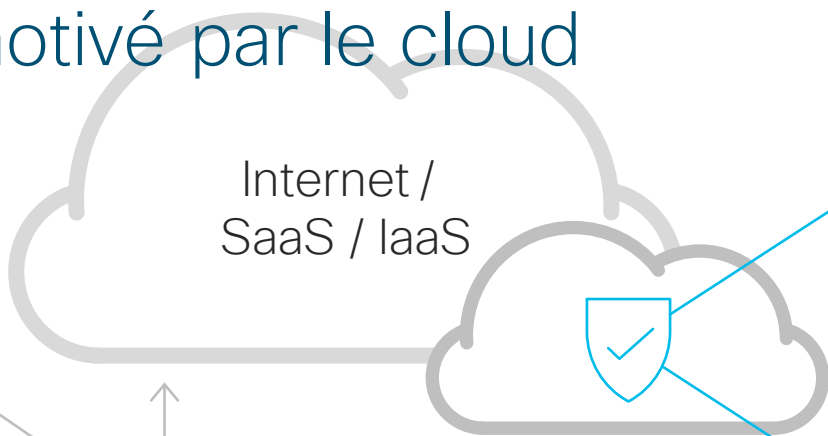 otivé par le cloud
Internet /
SaaS / IaaS